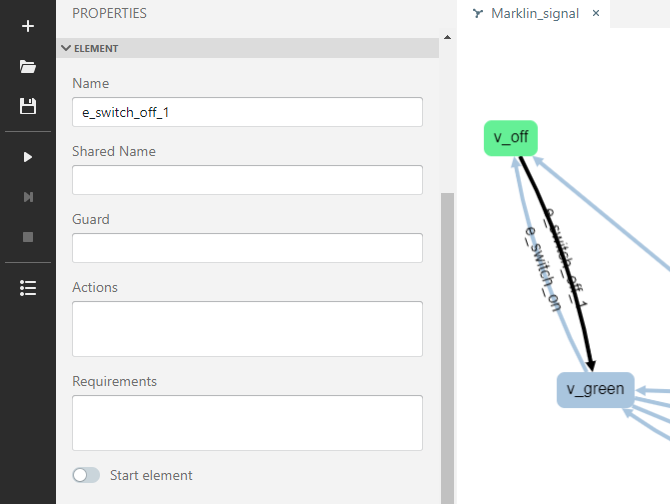 PROPERTIES
Marklin_signal
ELEMENT
Name
e_switch_off_1
Shared Name
Guard
Actions
Requirements
Start element
v_off
e_switch_off_1
e_switch_on
v_green